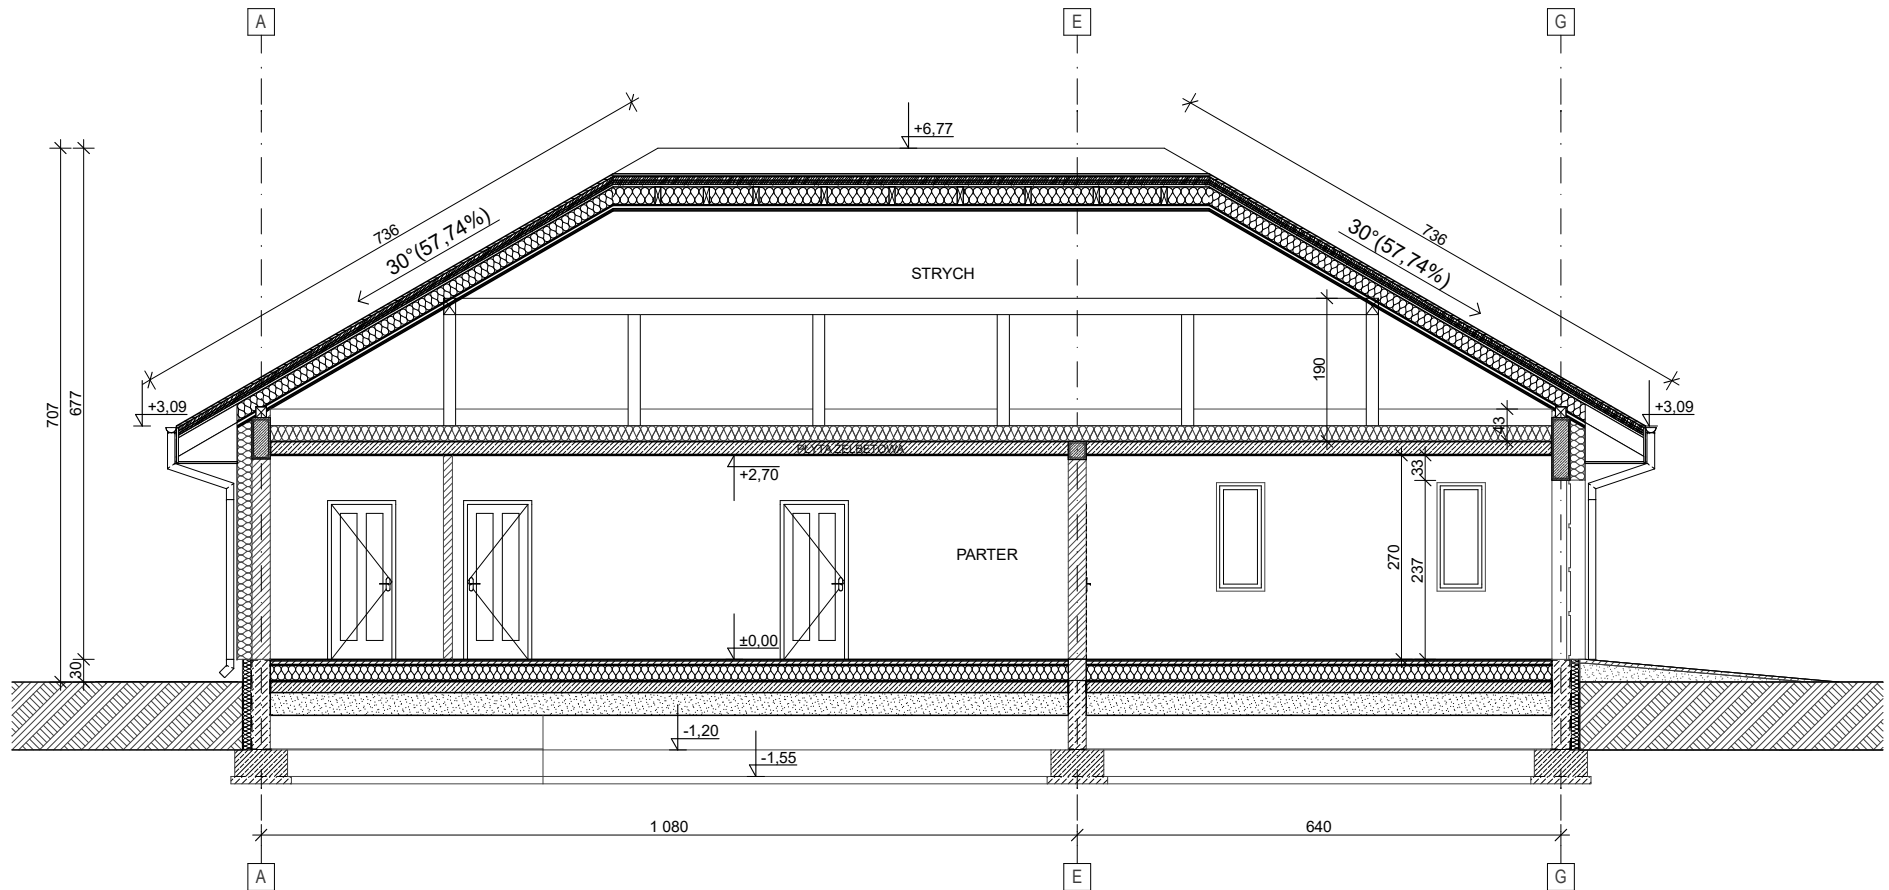 A
E
G
+6,77
736
30°(57,74%)
736
30°(57,74%)
STRYCH
707
677
190
+3,09
+3,09
43
PŁYTA ŻELBETOWA
+2,70
33
PARTER
270
237
±0,00
30
-1,20
-1,55
1 080
640
A
E
G